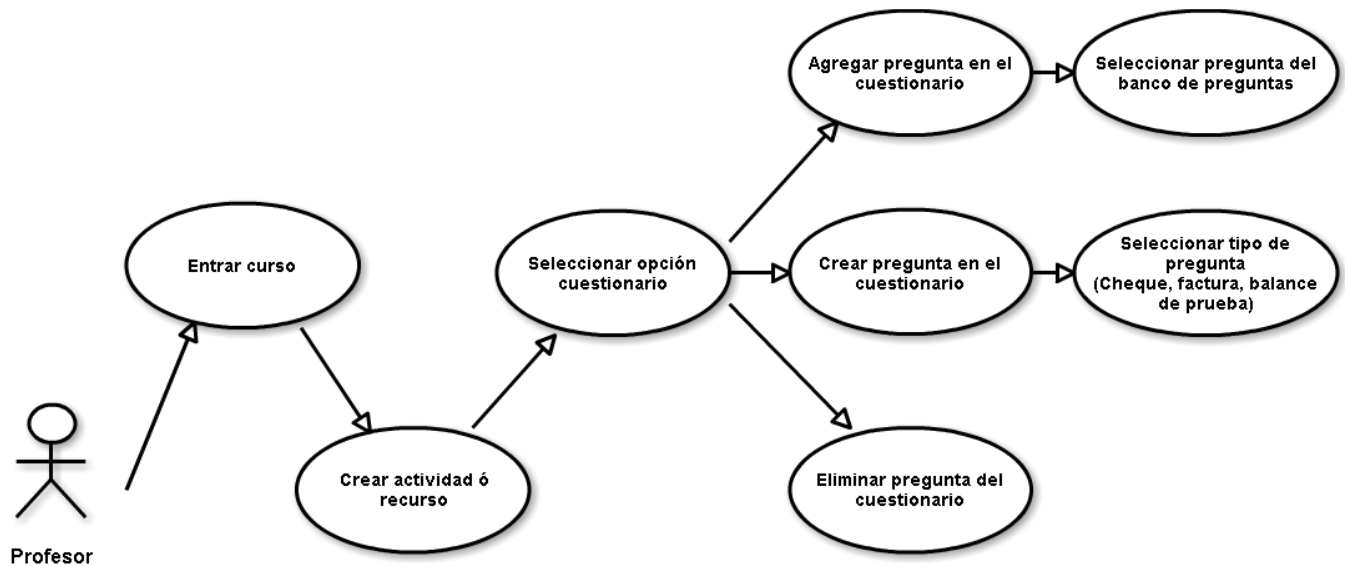 Agregar pregunta en el
cuestionario
Seleccionar pregunta del
banco de preguntas
Entrar curso
Seleccionar opción
cuestionario
Crear pregunta en el
cuestionario
Seleccionar tipo de
pregunta
(Cheque, factura, balance
de prueba)
Crear actividad ó
recurso
Eliminar pregunta del
cuestionario
Profesor